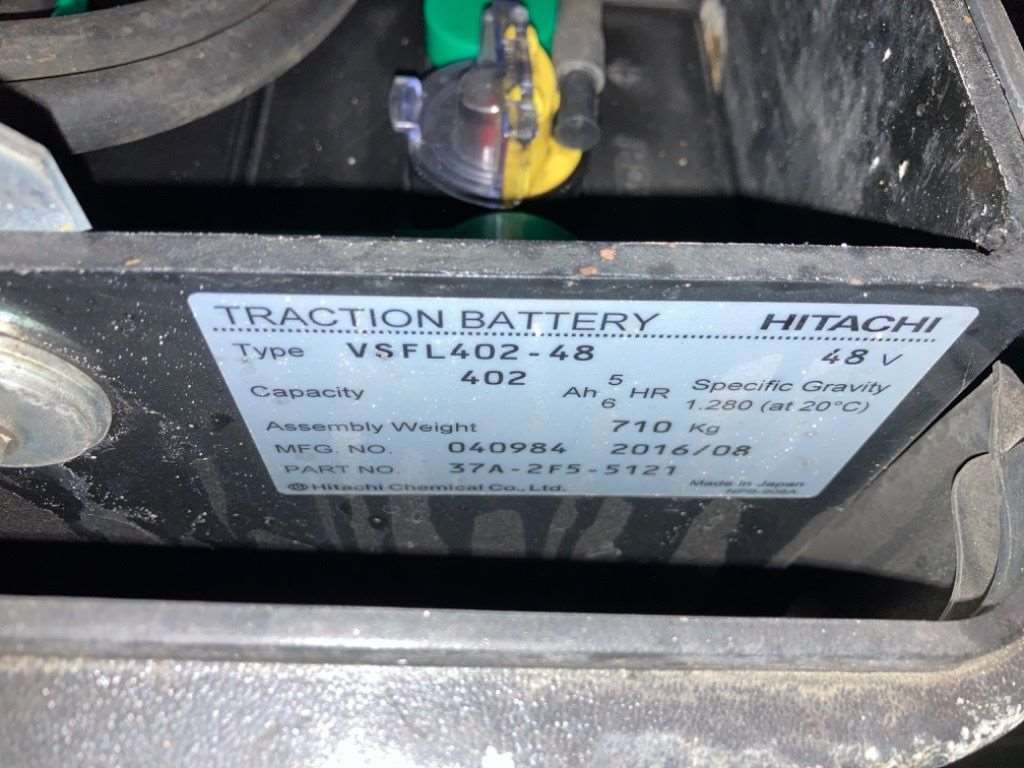 TRACTION BATTERY HITACHI
Type VSFL402-48 48 V
Capacity 402 Ah 5 HR Specific Gravity
6 1.280 (at 20°C)
Assembly Weight 710 Kg
MFG. NO. 040984 2016/08
PART NO. 37A-2F5-5121
Hitachi Chemical Co., Ltd. Made in Japan